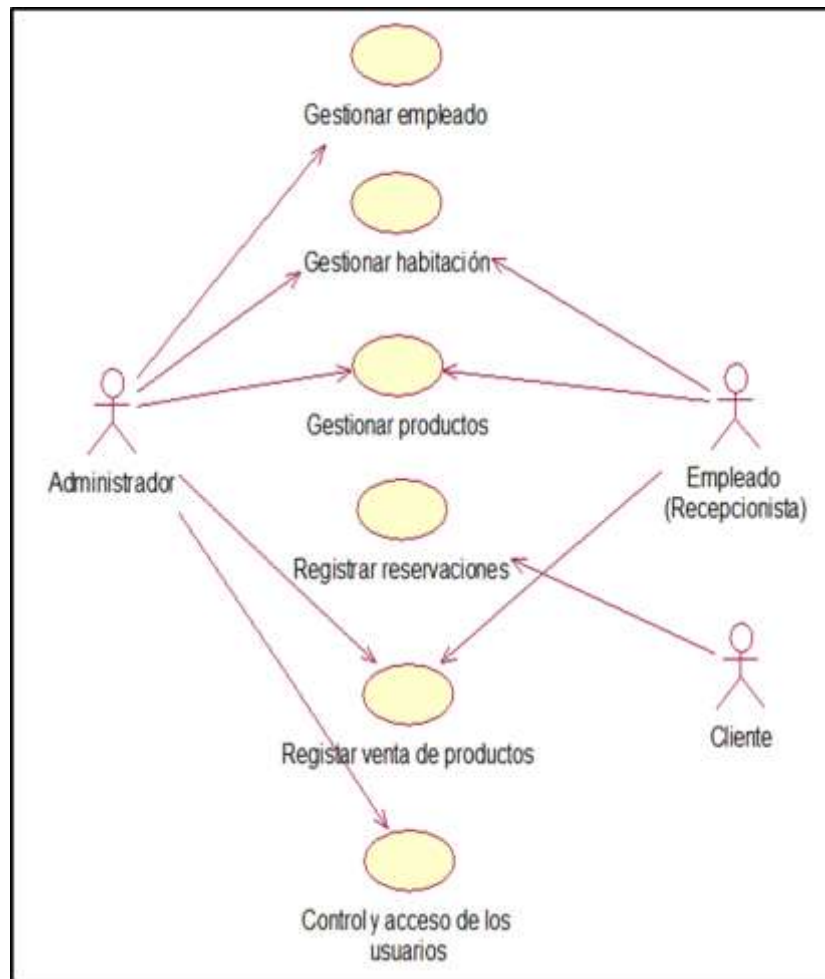 Gestionar empleado
Gestionar habitación
Gestionar productos
Administrador
Empleado
(Recepcionista)
Registrar reservaciones
Cliente
Registar venta de productos
Control y acceso de los
usuarios